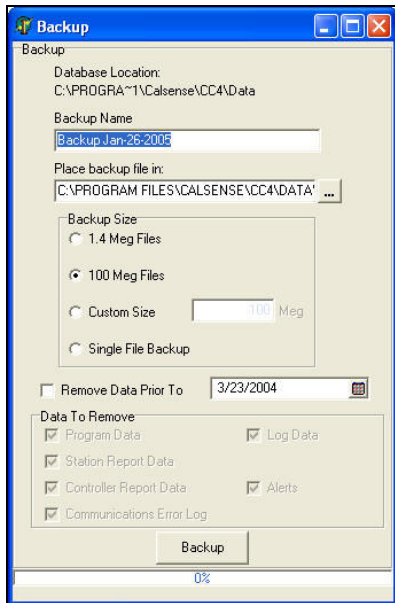 Backup
Backup
Database Location:
C:\PROGRA~1\Calsense\CC4\Data
Backup Name
Backup Jan-26-2005
Place backup file in:
C:\PROGRAM FILES\CALSENSE\CC4\DATA\ ...
Backup Size
1.4 Meg Files
100 Meg Files
Custom Size 100 Meg
Single File Backup
Remove Data Prior To 3/23/2004
Data To Remove
Program Data Log Data
Station Report Data
Controller Report Data Alerts
Communications Error Log
Backup
0%